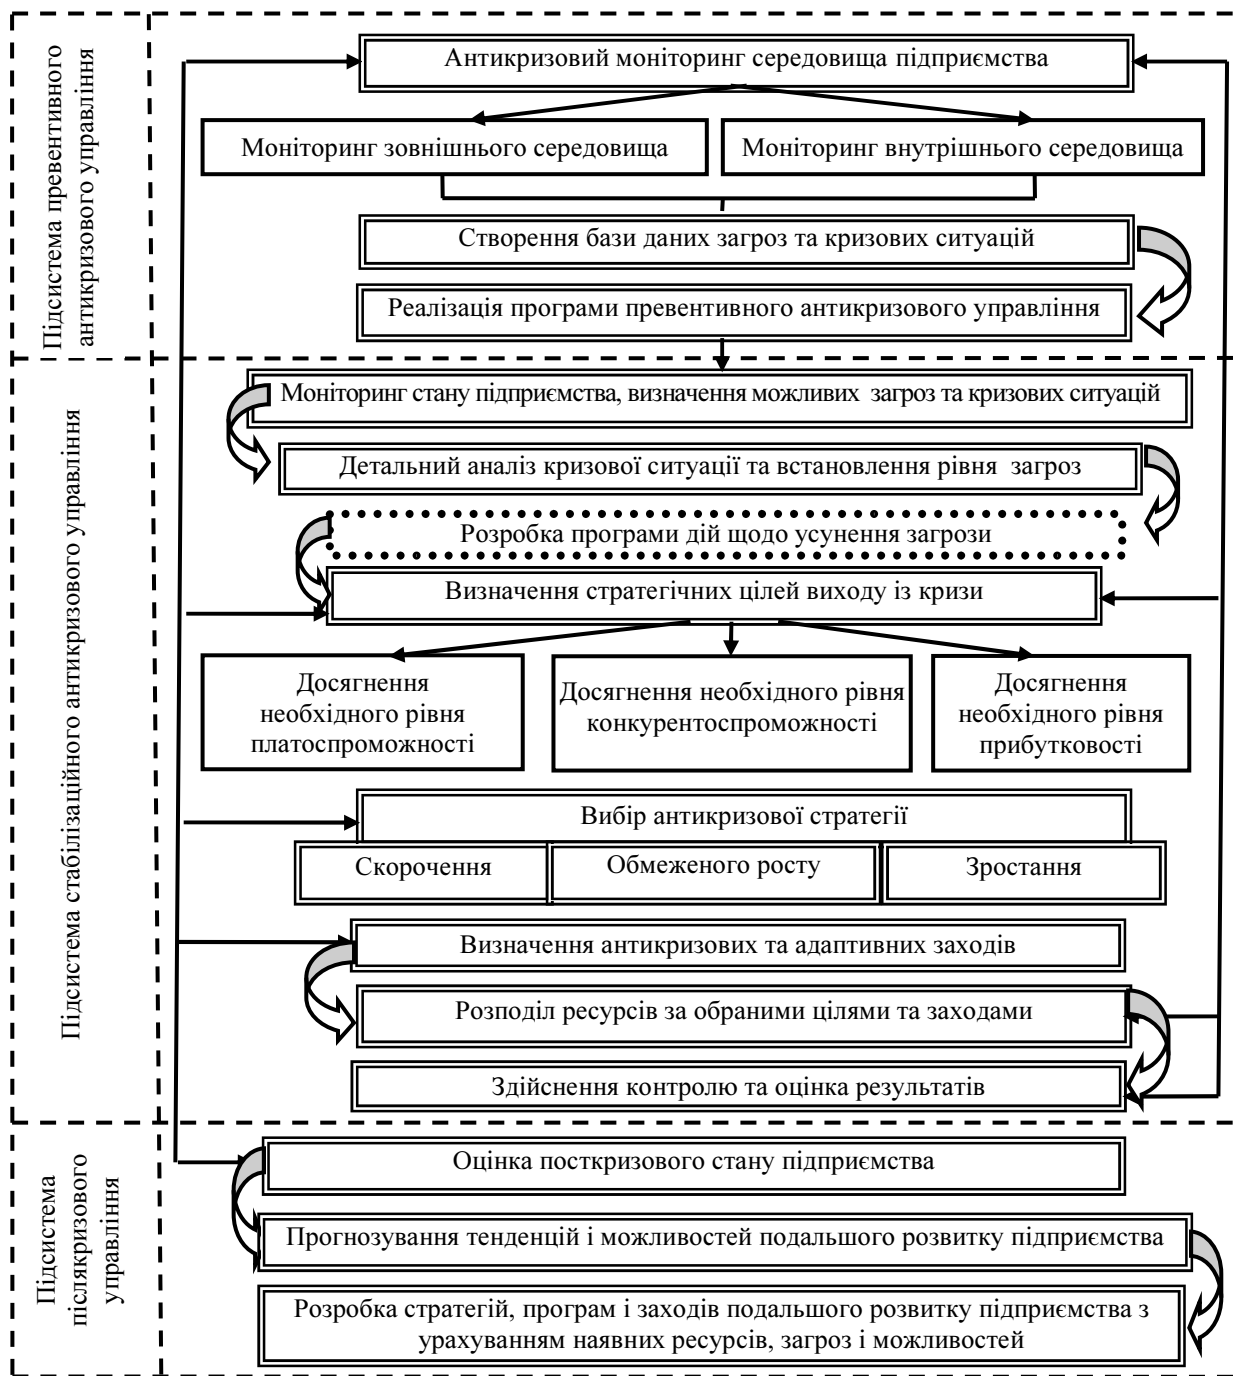 Підсистема превентивного
антикризового управління
Антикризовий моніторинг середовища підприємства
Моніторинг зовнішнього середовища
Моніторинг внутрішнього середовища
Створення бази даних загроз та кризових ситуацій
Реалізація програми превентивного антикризового управління
Підсистема стабілізаційного антикризового управління
Моніторинг стану підприємства, визначення можливих загроз та кризових ситуацій
Детальний аналіз кризової ситуації та встановлення рівня загроз
Розробка програми дій щодо усунення загрози
Визначення стратегічних цілей виходу із кризи
Досягнення
необхідного рівня
платоспроможності
Досягнення необхідного рівня
конкурентоспроможності
Досягнення
необхідного рівня
прибутковості
Вибір антикризової стратегії
Скорочення
Обмеженого росту
Зростання
Визначення антикризових та адаптивних заходів
Розподіл ресурсів за обраними цілями та заходами
Здійснення контролю та оцінка результатів
Підсистема
післякризового
управління
Оцінка посткризового стану підприємства
Прогнозування тенденцій і можливостей подальшого розвитку підприємства
Розробка стратегій, програм і заходів подальшого розвитку підприємства з
урахуванням наявних ресурсів, загроз і можливостей